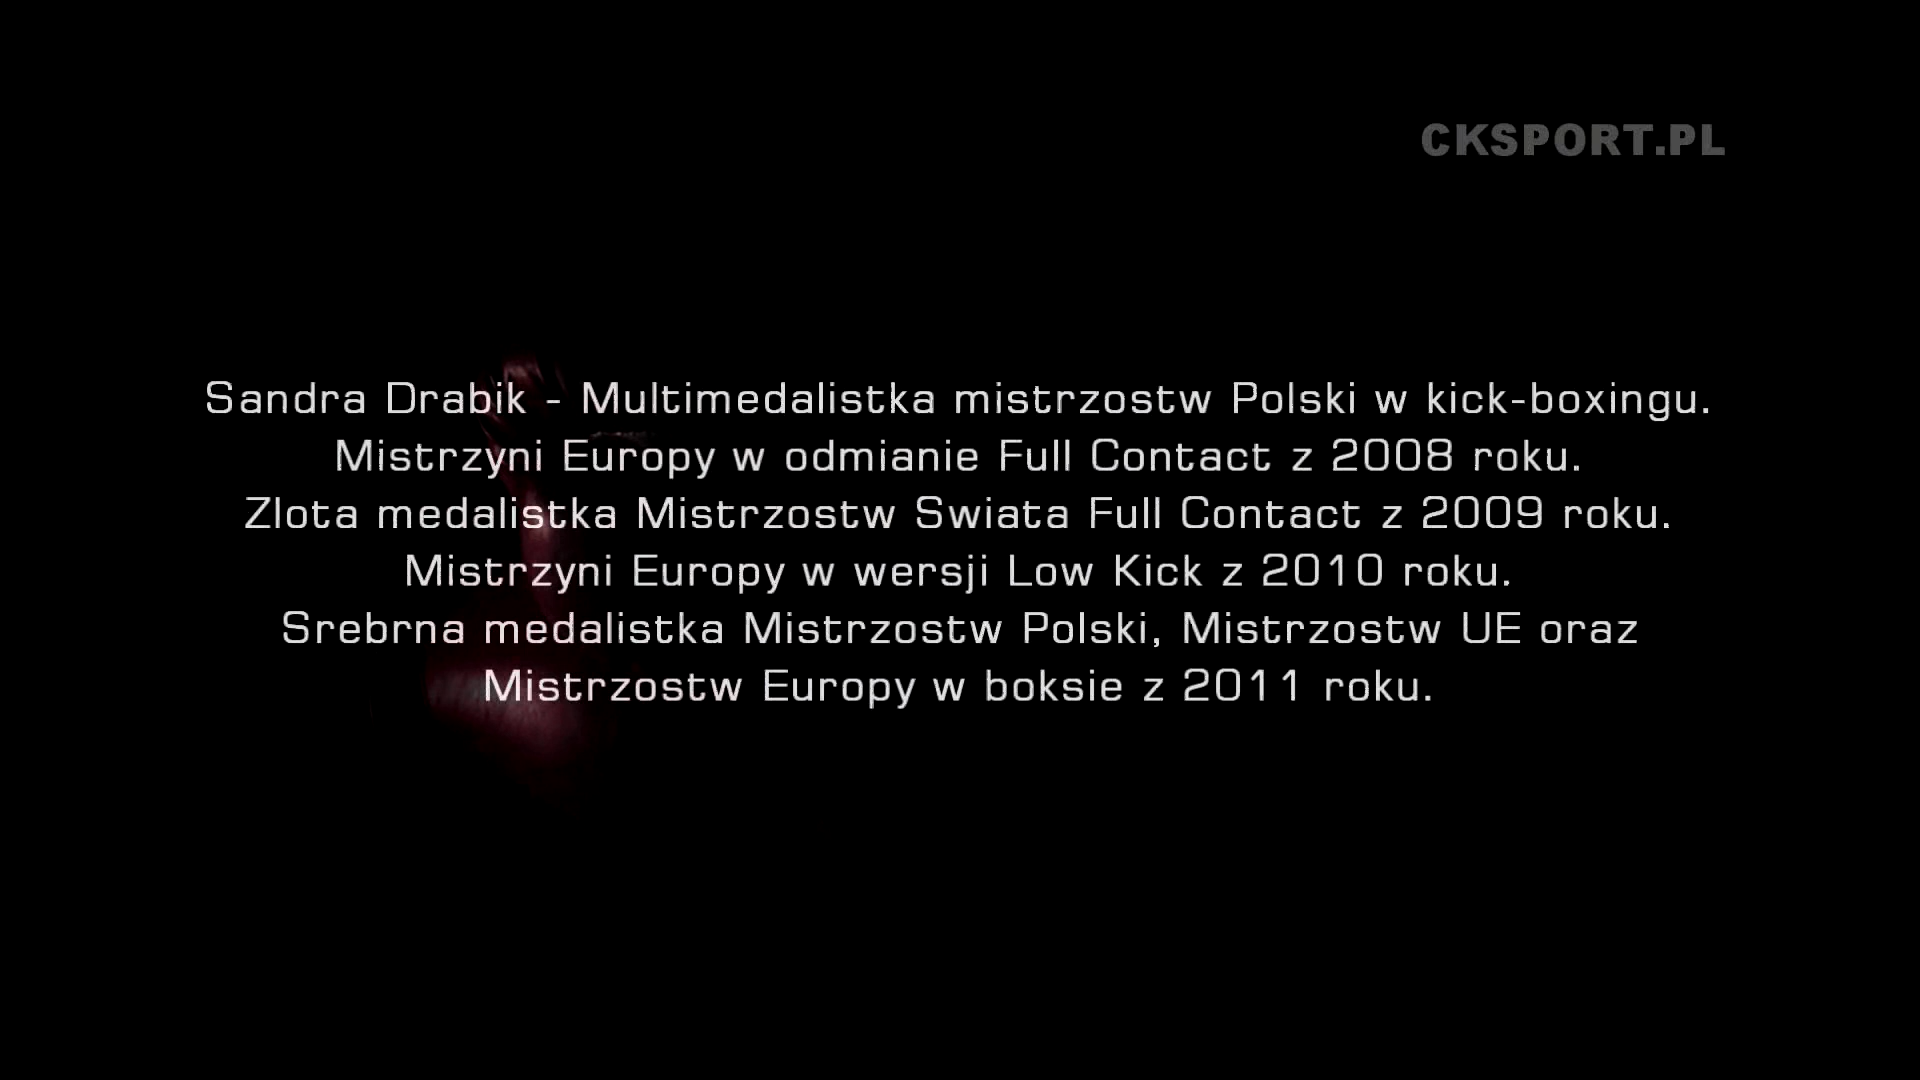 CKSPORT.PL
Sandra Drabik - Multimedalistka mistrzostw Polski w kick-boxingu.
Mistrzyni Europy w odmianie Full Contact z 2008 roku.
Zlota medalistka Mistrzostw Swiata Full Contact z 2009 roku.
Mistrzyni Europy w wersji Low Kick z 2010 roku.
Srebrna medalistka Mistrzostw Polski, Mistrzostw UE oraz
Mistrzostw Europy w boksie z 2011 roku.